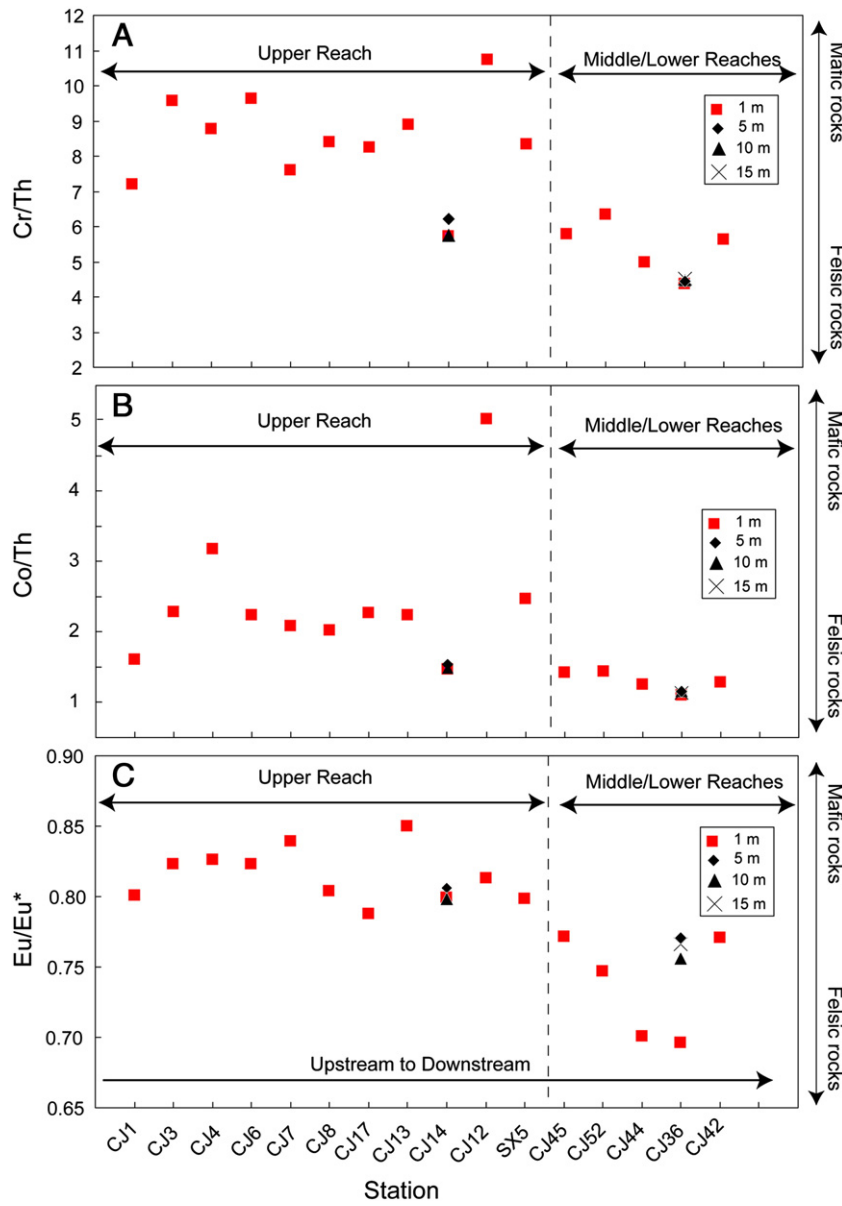 A
Upper Reach
Middle/Lower Reaches
12
11
10
9
8
7
6
5
4
3
2
Cr/Th
1 m
5 m
10 m
15 m
Mafic rocks
Felsic rocks
B
Upper Reach
Middle/Lower Reaches
5
4
3
2
1
Co/Th
1 m
5 m
10 m
15 m
Mafic rocks
Felsic rocks
C
Upper Reach
Middle/Lower Reaches
0.90
0.85
0.80
0.75
0.70
0.65
Eu/Eu*
1 m
5 m
10 m
15 m
Mafic rocks
Felsic rocks
Upstream to Downstream
CJ1
CJ3
CJ4
CJ6
CJ7
CJ8
CJ17
CJ13
CJ14
CJ12
SX5
CJ45
CJ52
CJ44
CJ36
CJ42
Station